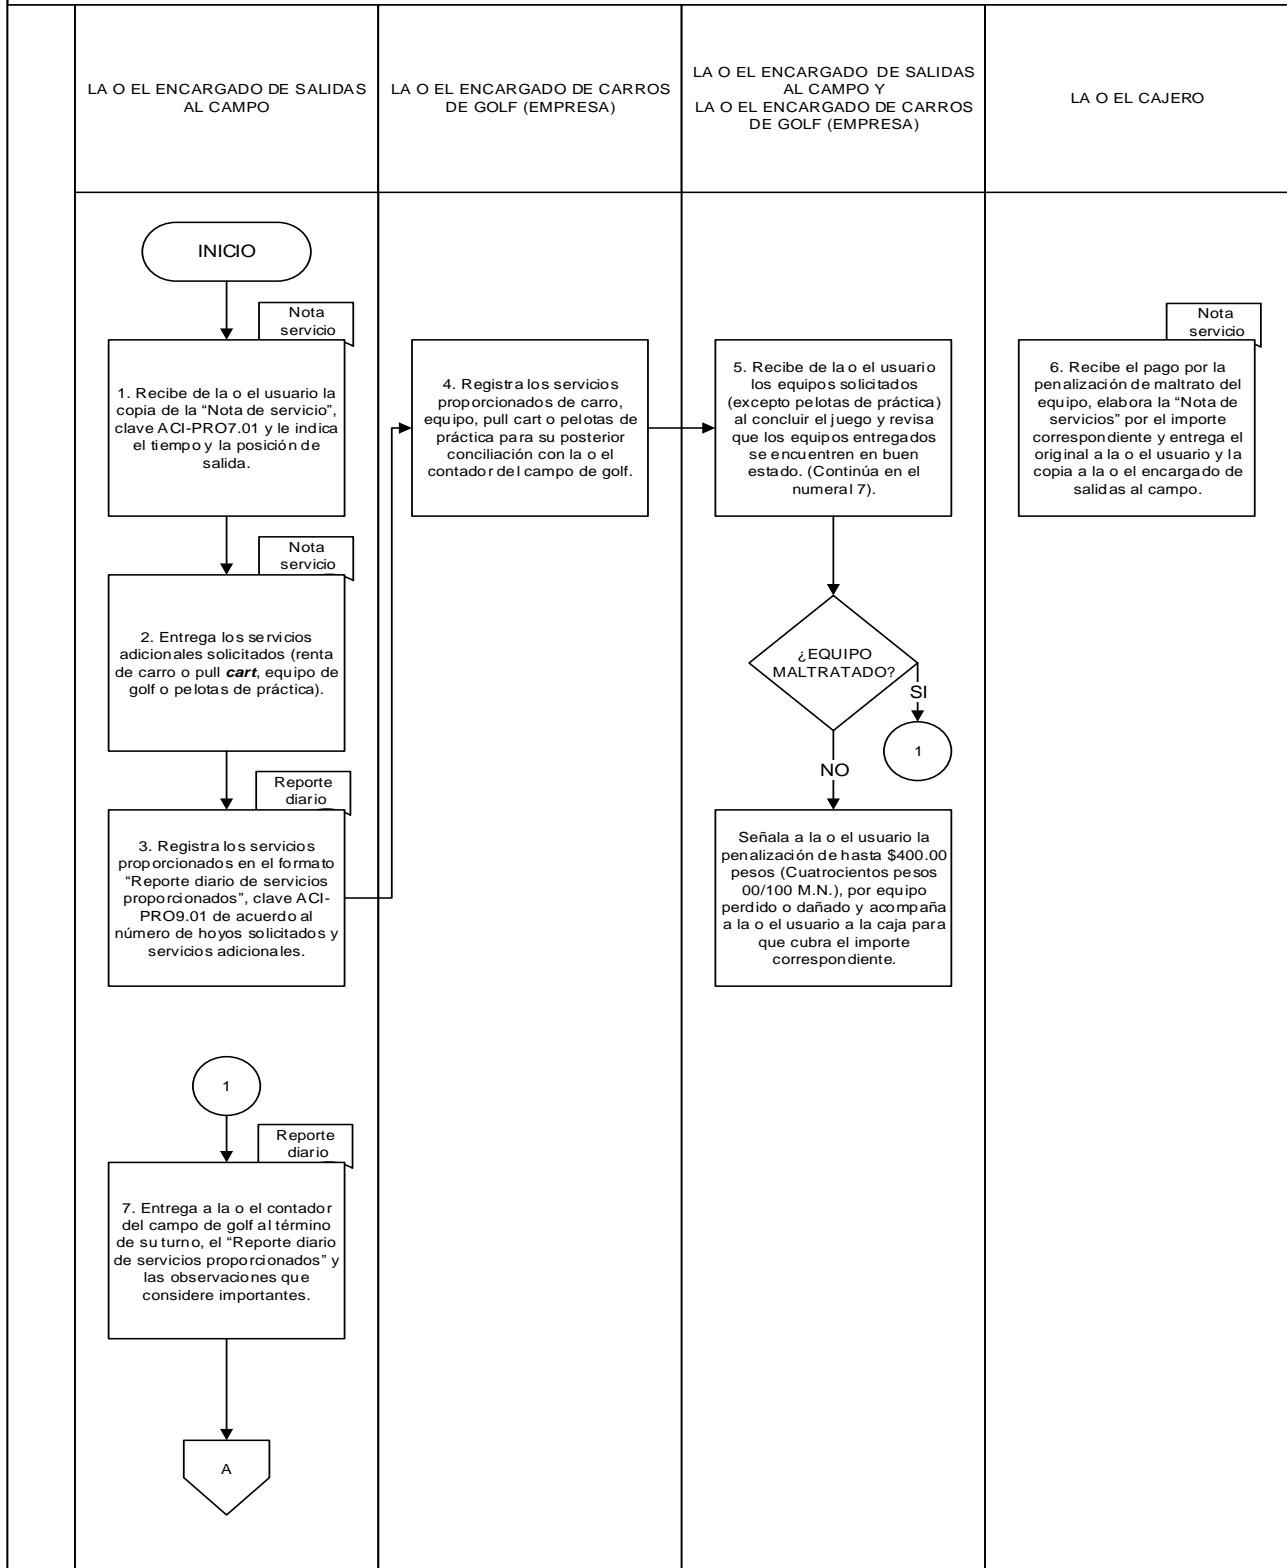 LA O EL ENCARGADO DE SALIDAS
AL CAMPO
LA O EL ENCARGADO DE CARROS
DE GOLF (EMPRESA)
LA O EL ENCARGADO DE SALIDAS
AL CAMPO Y
LA O EL ENCARGADO DE CARROS
DE GOLF (EMPRESA)
LA O EL CAJERO
INICIO
Nota
servicio
1. Recibe de la o el usuario la
copia de la “Nota de servicio”,
clave ACI-PRO7.01 y le indica
el tiempo y la posición de
salida.
Nota
servicio
2. Entrega los servicios
adicionales solicitados (renta
de carro o pull cart, equipo de
golf o pelotas de práctica).
Reporte
diario
3. Registra los servicios
proporcionados en el formato
“Reporte diario de servicios
proporcionados”, clave ACI-
PRO9.01 de acuerdo al
número de hoyos solicitados y
servicios adicionales.
4. Registra los servicios
proporcionados de carro,
equipo, pull cart o pelotas de
práctica para su posterior
conciliación con la o el
contador del campo de golf.
5. Recibe de la o el usuario
los equipos solicitados
(excepto pelotas de práctica)
al concluir el juego y revisa
que los equipos entregados
se encuentren en buen
estado. (Continúa en el
numeral 7).
¿EQUIPO
MALTRATADO?
SI
1
NO
Señala a la o el usuario la
penalización de hasta $400.00
pesos (Cuatrocientos pesos
00/100 M.N.), por equipo
perdido o dañado y acompaña
a la o el usuario a la caja para
que cubra el importe
correspondiente.
Nota
servicio
6. Recibe el pago por la
penalización de maltrato del
equipo, elabora la “Nota de
servicios” por el importe
correspondiente y entrega el
original a la o el usuario y la
copia a la o el encargado de
salidas al campo.
1
Reporte
diario
7. Entrega a la o el contador
del campo de golf al término
de su turno, el “Reporte diario
de servicios proporcionados” y
las observaciones que
considere importantes.
A